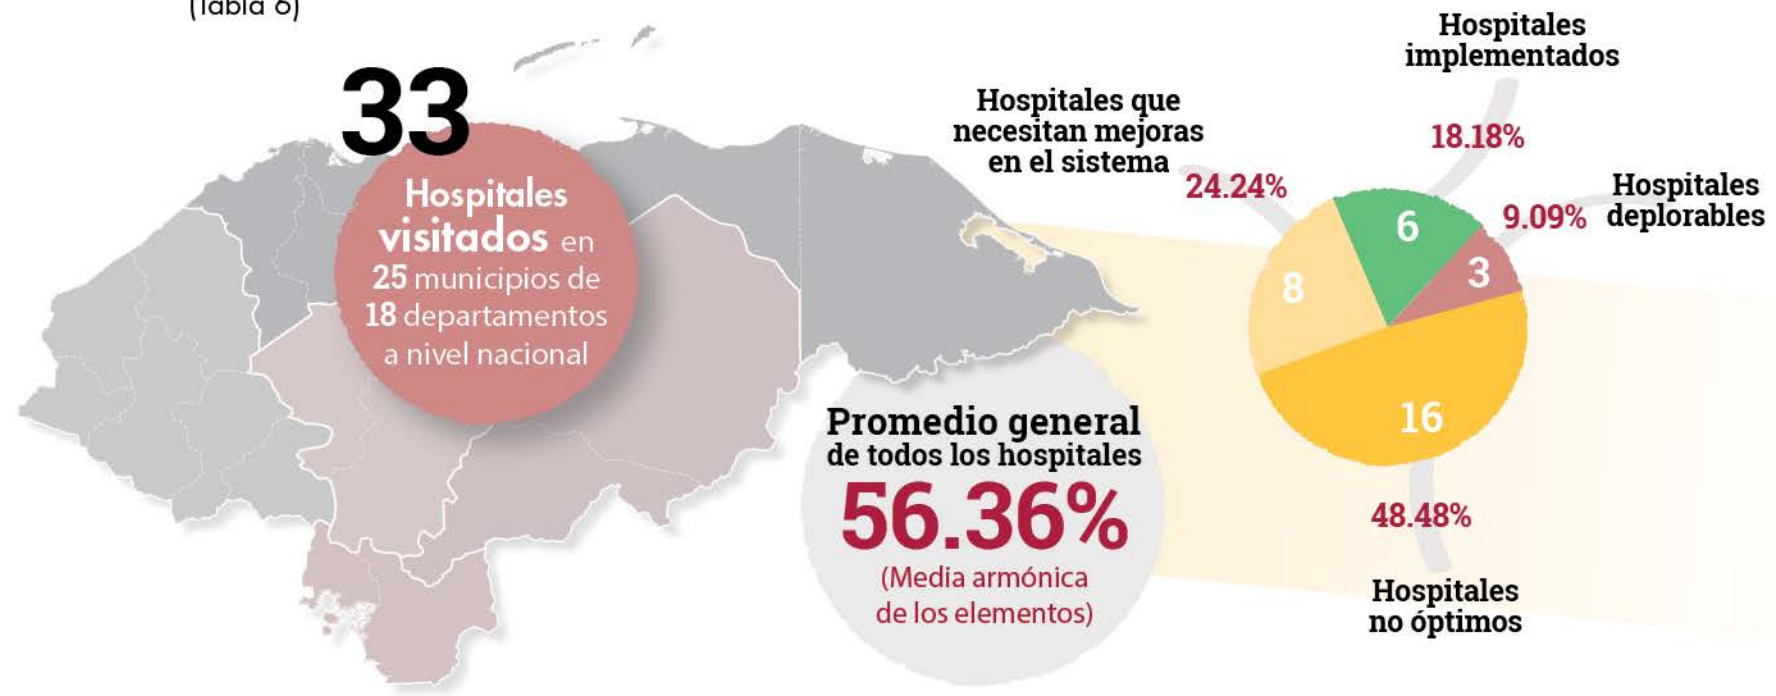 (Tabla 6)
33
Hospitales
visitados en
25 municipios de
18 departamentos
a nivel nacional
Promedio general
de todos los hospitales
56.36%
(Media armónica
de los elementos)
Hospitales que
necesitan mejoras
en el sistema
24.24%
Hospitales
implementados
18.18%
Hospitales
deplorables
9.09%
6
3
8
16
48.48%
Hospitales
no óptimos